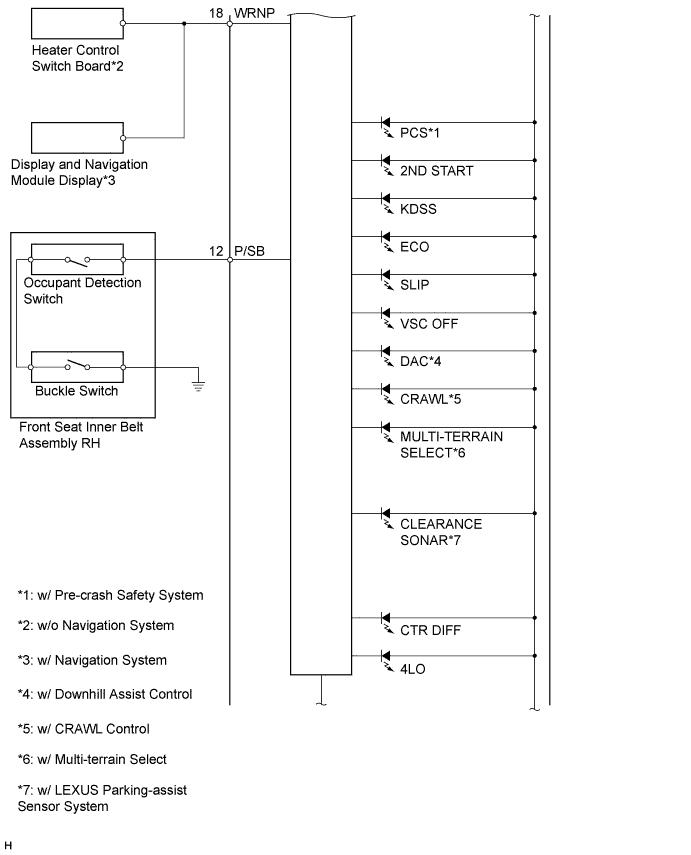 18 WRNP
Heater Control
Switch Board*2
PCS*1
Display and Navigation
Module Display*3
2ND START
KDSS
ECO
12 P/SB
Occupant Detection
Switch
SLIP
VSC OFF
DAC*4
Buckle Switch
CRAWL*5
Front Seat Inner Belt
Assembly RH
MULTI-TERRAIN
SELECT*6
CLEARANCE
SONAR*7
*1: w/ Pre-crash Safety System
*2: w/o Navigation System
CTR DIFF
*3: w/ Navigation System
4LO
*4: w/ Downhill Assist Control
*5: w/ CRAWL Control
*6: w/ Multi-terrain Select
*7: w/ LEXUS Parking-assist
Sensor System
H